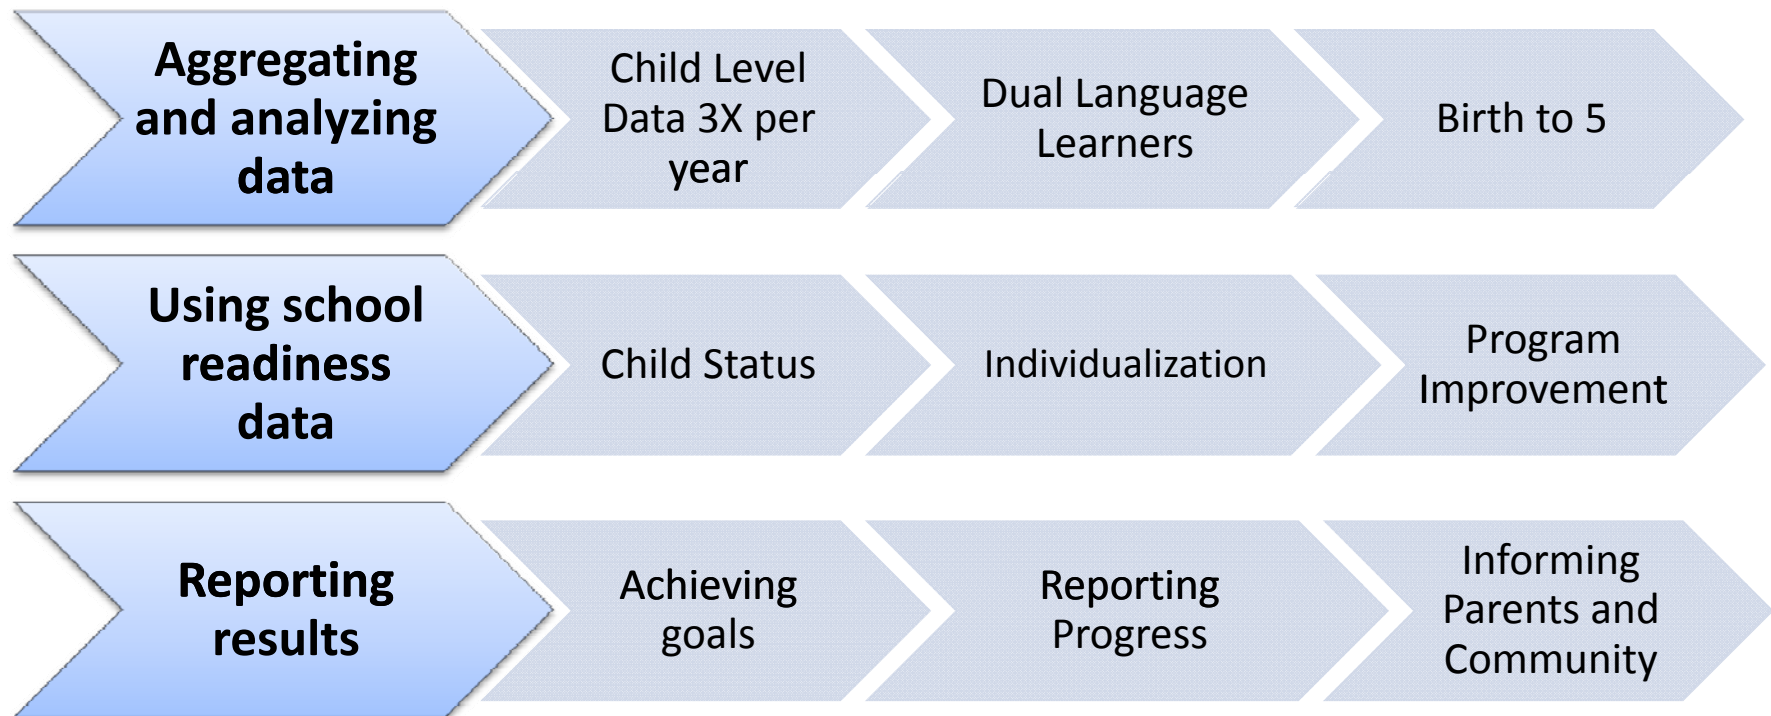 Aggregating
and analyzing
data
Child Level
Data 3X per
year
Dual Language
Learners
Birth to 5
Using school
readiness
data
Child Status
Individualization
Program
Improvement
Reporting
results
Achieving
goals
Reporting
Progress
Informing
Parents and
Community